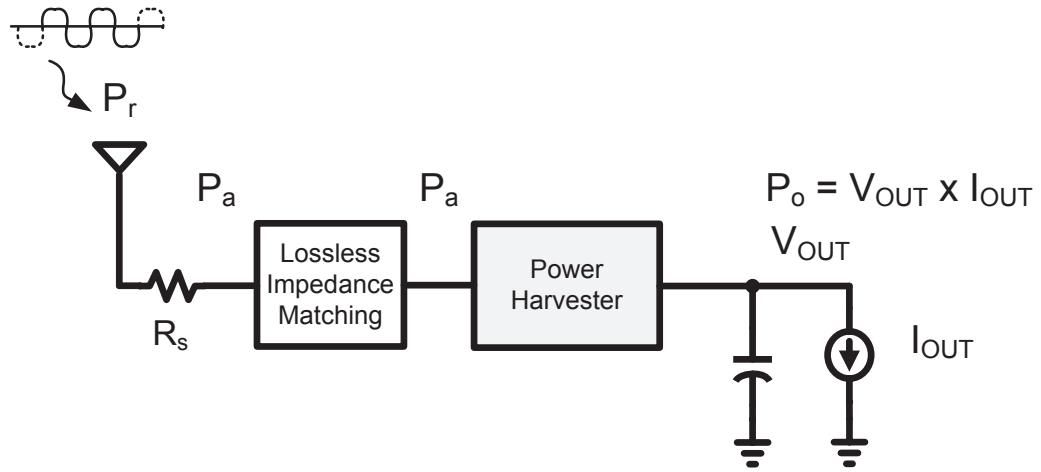 P_r
P_a
P_a
P_o = V_OUT x I_OUT
V_OUT
Lossless
Impedance
Matching
Power
Harvester
R_s
I_OUT